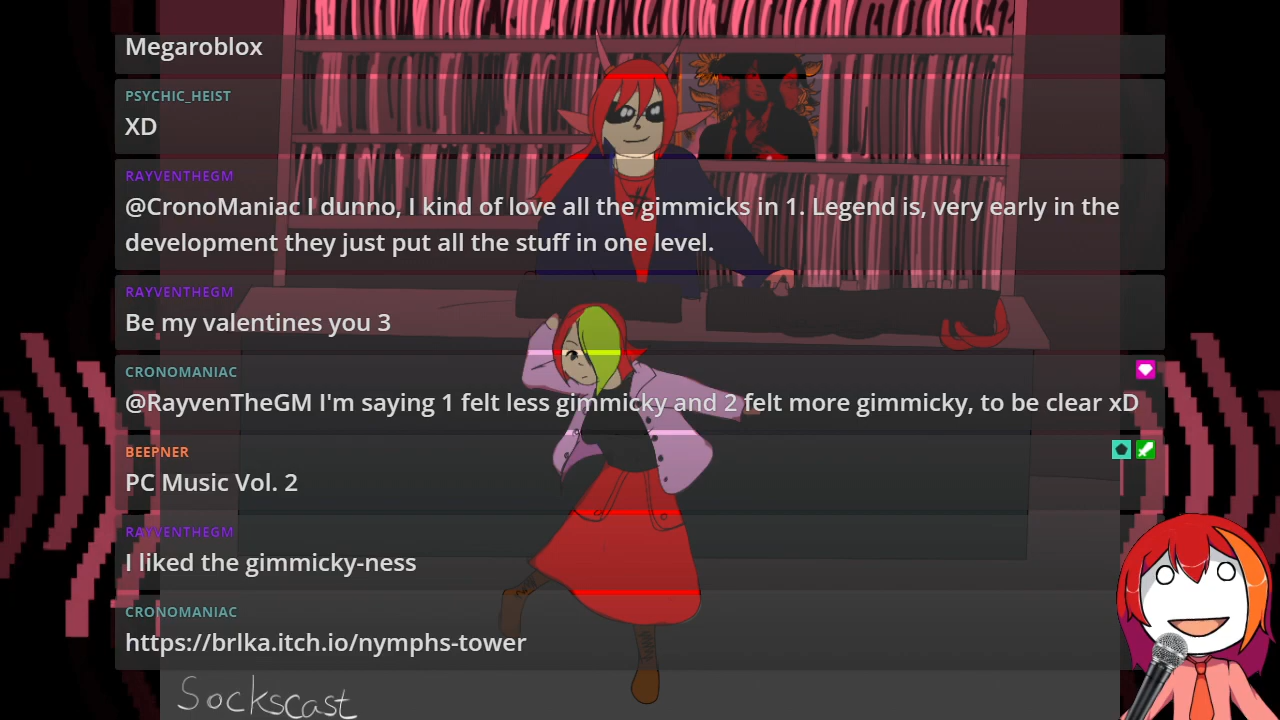 Megaroblox
PSYCHIC_HEIST
XD
RAYVENTHEGM
@CronoManiac I dunno, I kind of love all the gimmicks in 1. Legend is, very early in the
development they just put all the stuff in one level.
RAYVENTHEGM
Be my valentines you 3
CRONOMANIAC
@RayvenTheGM I'm saying 1 felt less gimmicky and 2 felt more gimmicky, to be clear xD
BEEPNER
PC Music Vol. 2
RAYVENTHEGM
I liked the gimmicky-ness
CRONOMANIAC
https://brlka.itch.io/nymphs-tower
Sockscast